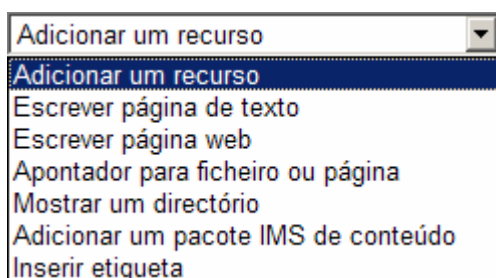 Adicionar um recurso
Adicionar um recurso
Escrever página de texto
Escrever página web
Apontador para ficheiro ou página
Mostrar um directório
Adicionar um pacote IMS de conteúdo
Inserir etiqueta